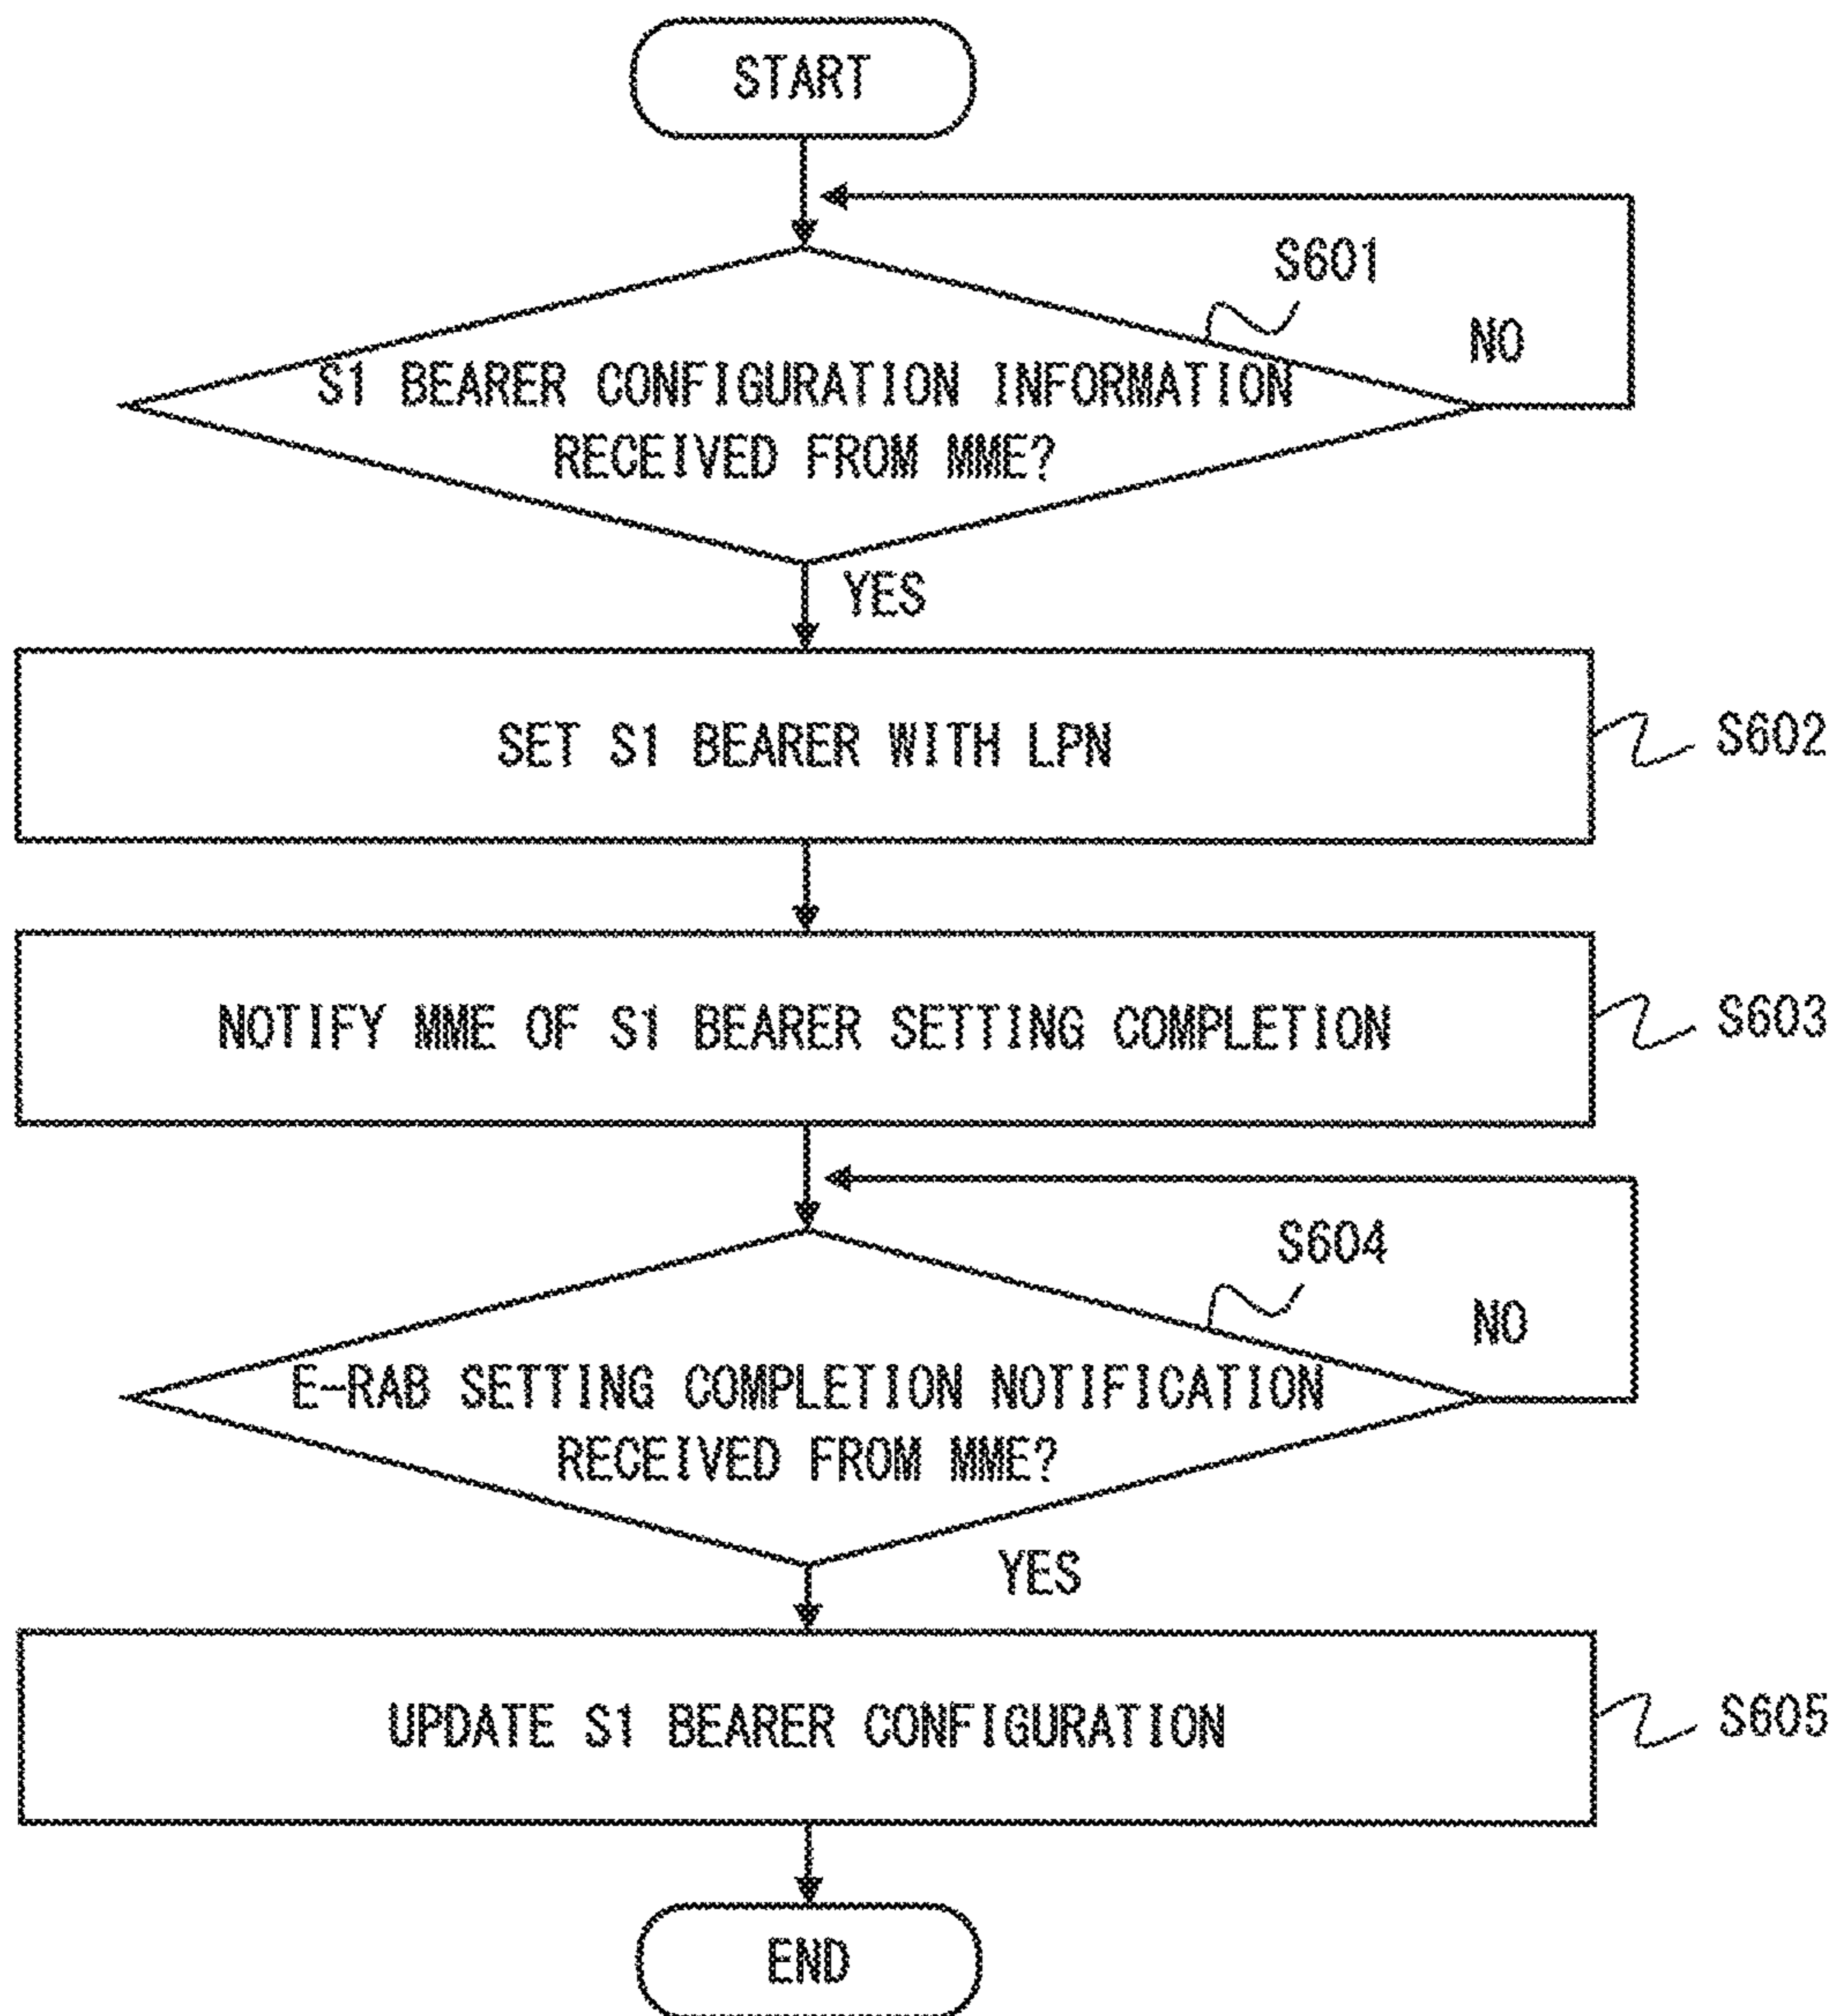 START
S601
NO
S1 BEARER CONFIGURATION INFORMATION
RECEIVED FROM MME?
YES
SET S1 BEARER WITH LPN
S602
NOTIFY MME OF S1 BEARER SETTING COMPLETION
S603
S604
NO
E-RAB SETTING COMPLETION NOTIFICATION
RECEIVED FROM MME?
YES
UPDATE S1 BEARER CONFIGURATION
S605
END